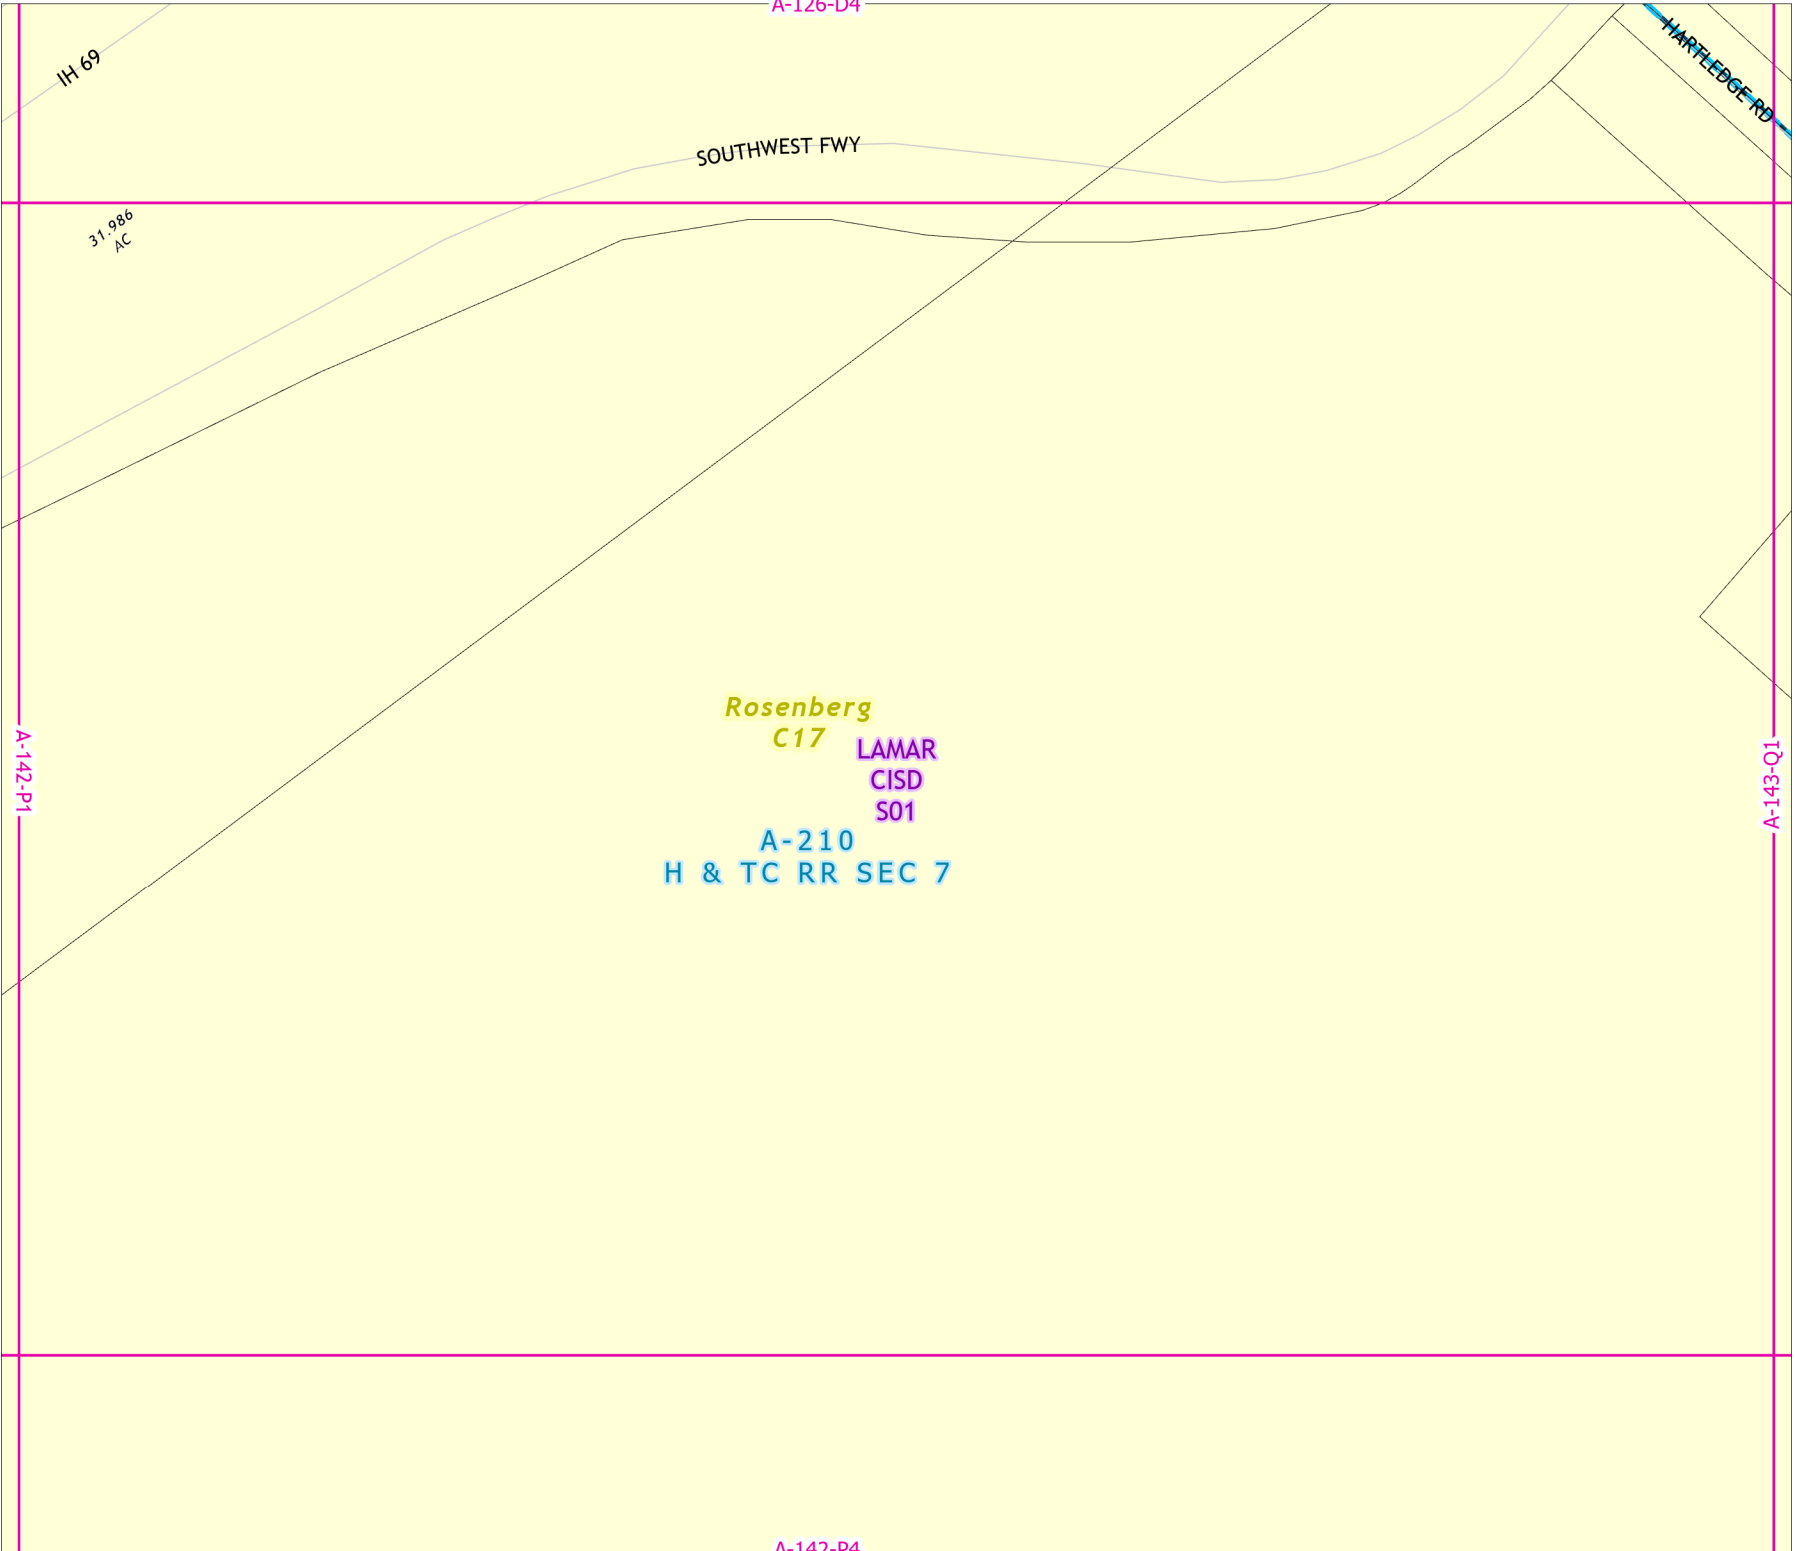 A-126-D4
IH 69
HARTLEDGE RD
SOUTHWEST FWY
31.986
AC
Rosenberg
C17
LAMAR
CISD
S01
A-142-P1
A-143-Q1
A-210
H & TC RR SEC 7
A-142-P4